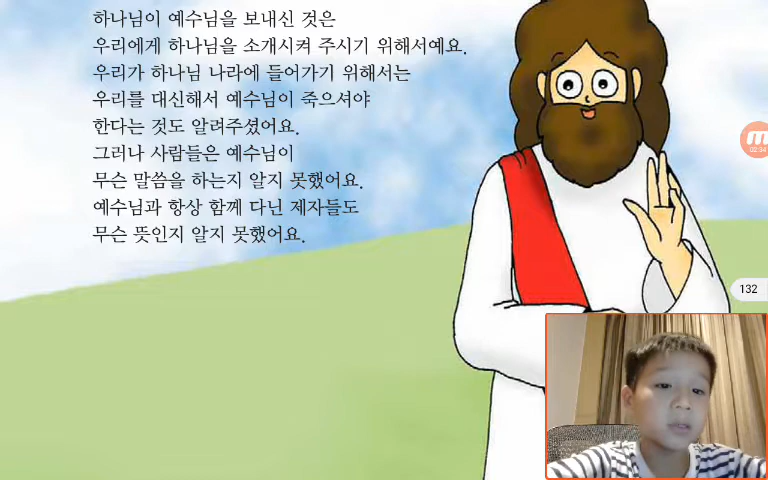 하나님이 예수님을 보내신 것은
우리에게 하나님을 소개시켜 주시기 위해서예요.
우리가 하나님 나라에 들어가기 위해서는
우리를 대신해서 예수님이 죽으셔야
한다는 것도 알려주셨어요.
그러나 사람들은 예수님이
무슨 말씀을 하는지 알지 못했어요.
예수님과 항상 함께 다닌 제자들도
무슨 뜻인지 알지 못했어요.
02:54
132